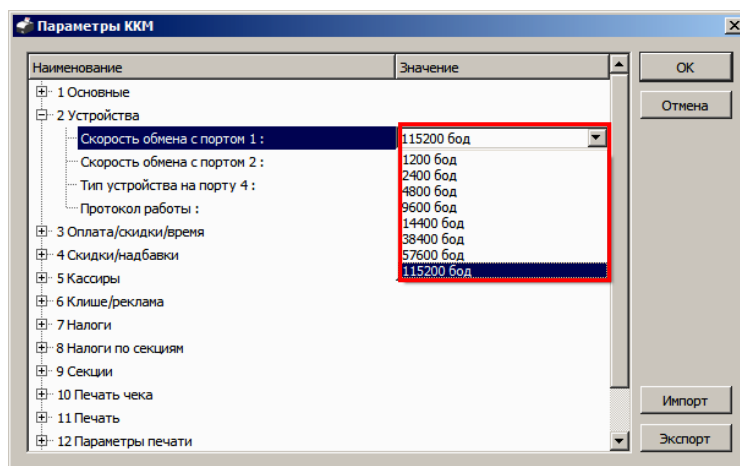 Параметры ККМ
Наименование Значение
1 Основные
2 Устройства
Скорость обмена с портом 1 : 115200 бод
Скорость обмена с портом 2 : 1200 бод
2400 бод
Тип устройства на порту 4 : 4800 бод
Протокол работы : 9600 бод
14400 бод
3 Оплата/скидки/время 38400 бод
4 Скидки/надбавки 57600 бод
115200 бод
5 Кассиры
6 Клише/реклама
7 Налоги
8 Налоги по секциям
9 Секции
10 Печать чека
11 Печать
12 Параметры печати
OK
Отмена
Импорт
Экспорт